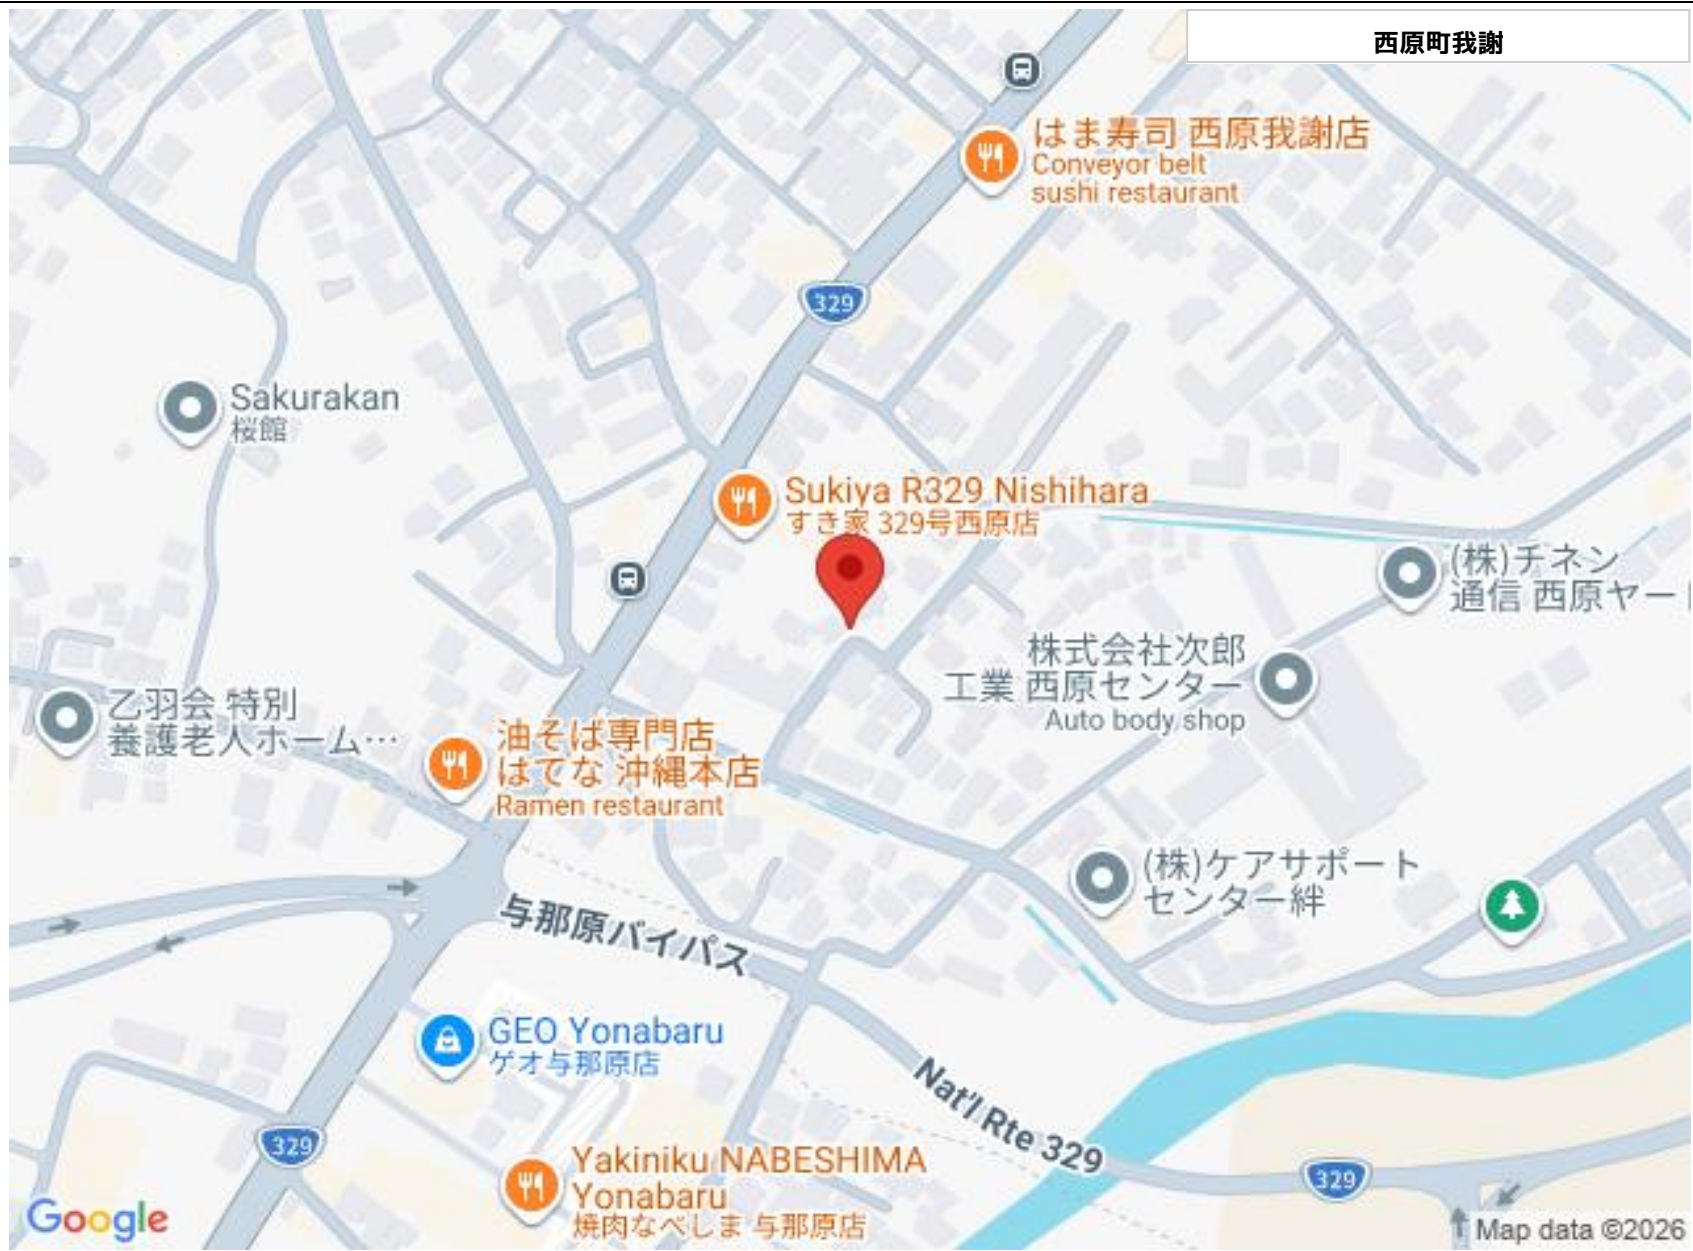 西原町我謝
はま寿司 西原我謝店
Conveyor belt
sushi restaurant
329
Sakurakan
桜館
Sukiya R329 Nishihara
すき家 329号西原店
(株)チネン
通信 西原ヤー
株式会社次郎
工業 西原センター
Auto body shop
乙羽会 特別
養護老人ホーム…
油そば専門店
はてな 沖縄本店
Ramen restaurant
(株)ケアサポート
センター絆
与那原バイパス
GEO Yonabaru
ゲオ与那原店
Nat'l Rte 329
329
Yakiniku NABESHIMA
Yonabaru
焼肉なべしま 与那原店
329
Google
Map data ©2026